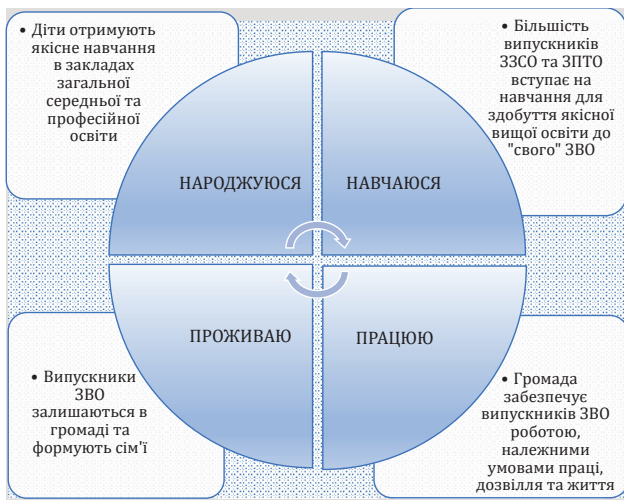 • Діти отримують
якісне навчання
в закладах
загальної
середньої та
професійної
освіти
• Більшість
випускників
ЗЗСО та ЗПТО
вступає на
навчання для
здобуття якісної
вищої освіти до
"свого" ЗВО
НАРОДЖУЮСЯ
НАВЧАЮСЯ
ПРОЖИВАЮ
ПРАЦЮЮ
• Випускники
ЗВО
залишаються в
громаді та
формують сім'ї
• Громада
забезпечує
випускників ЗВО
роботою,
належними
умовами праці,
дозвілля та життя